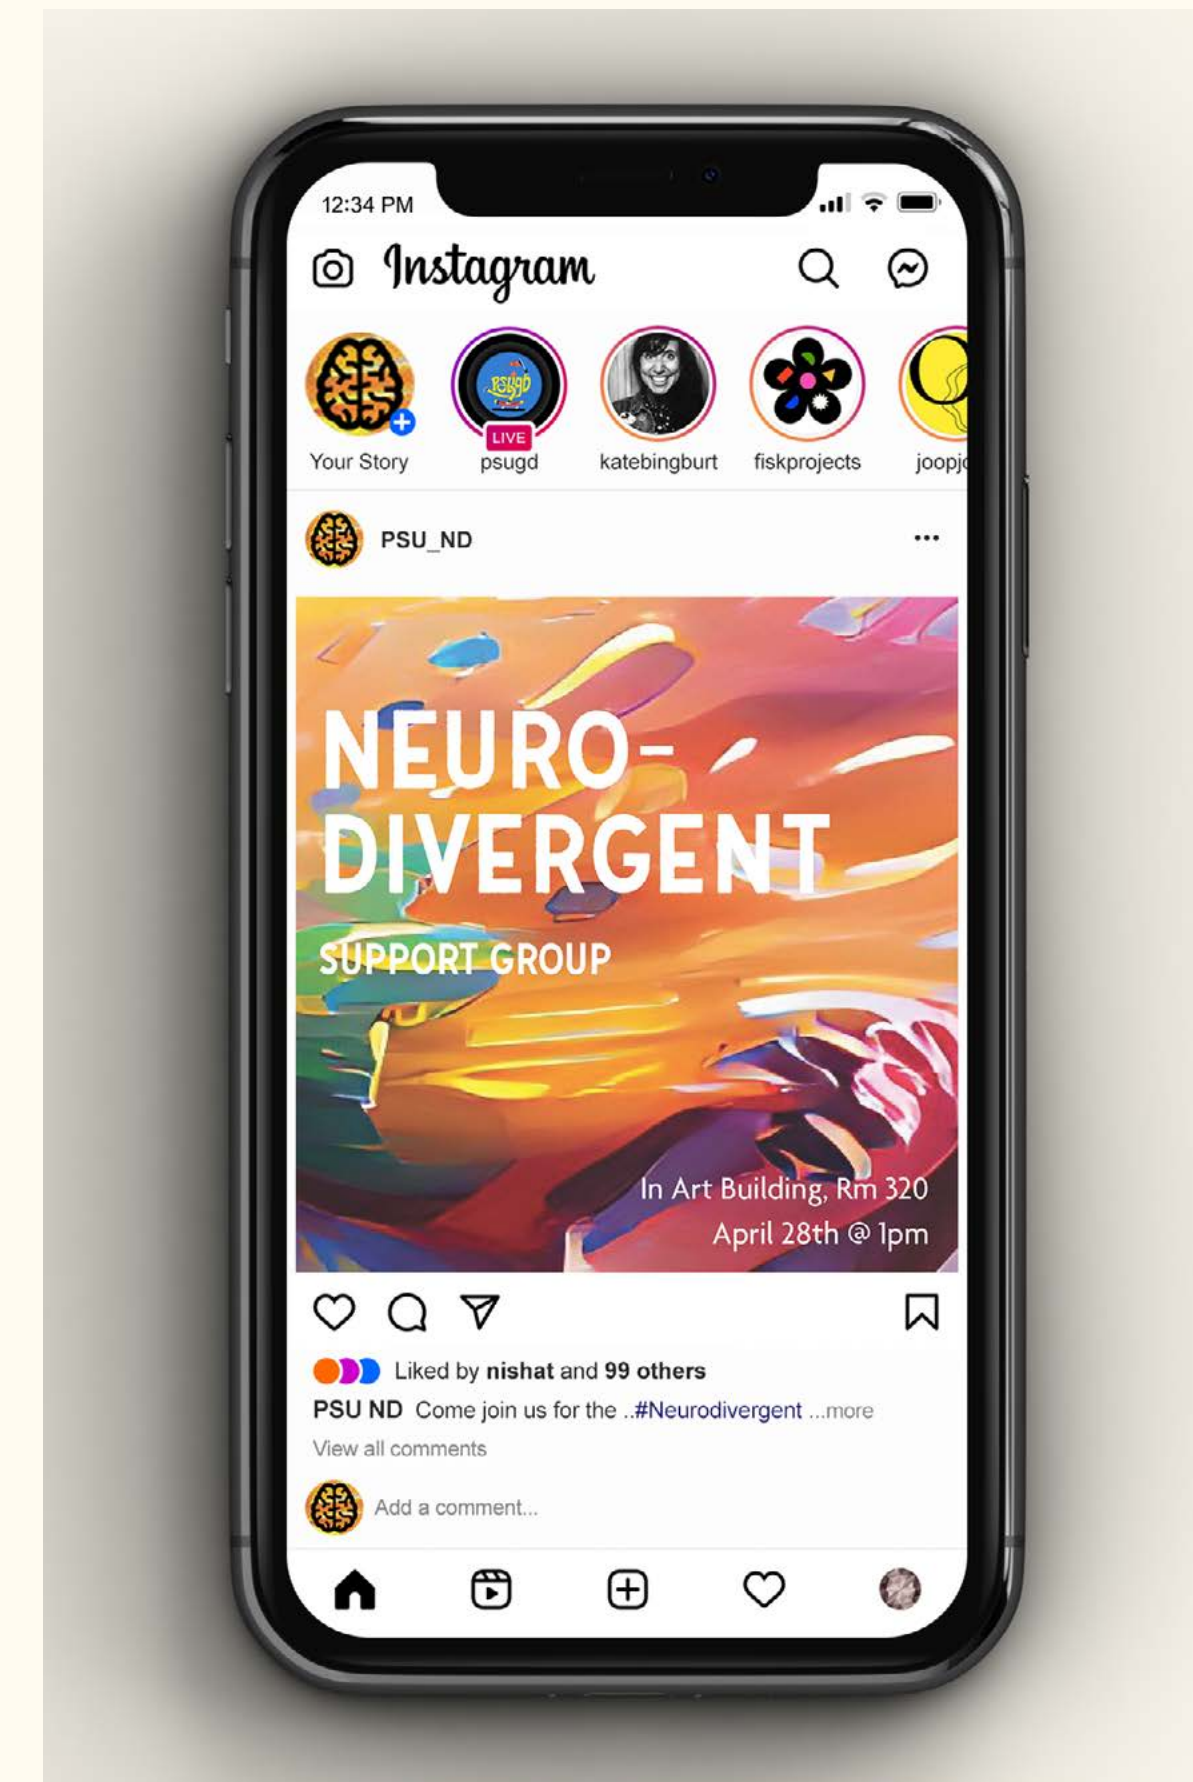 12:34 PM
Instagram
PSUgD
LIVE
Your Story
psugd
katebingburt
fiskprojects
joopjo
PSU_ND
NEURO-
DIVERGENT
SUPPORT GROUP
In Art Building, Rm 320
April 28th @ 1pm
Liked by nishat and 99 others
PSU ND Come join us for the ..#Neurodivergent ...more
View all comments
Add a comment...